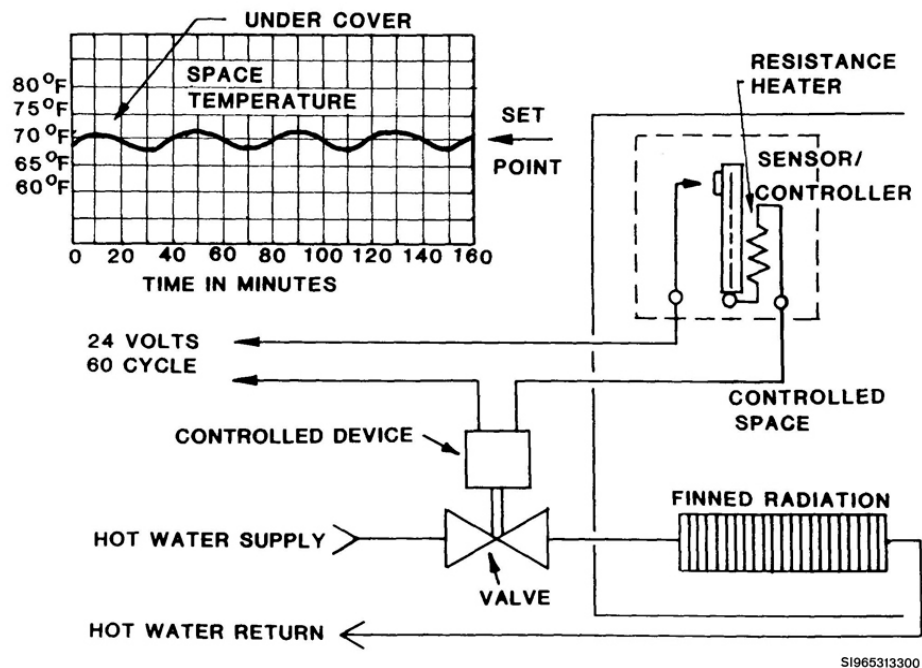 UNDER COVER
80 °F
75 °F
70 °F
65 °F
60 °F
SPACE
TEMPERATURE
SET
POINT
0 20 40 60 80 100 120 140 160
TIME IN MINUTES
RESISTANCE
HEATER
SENSOR/
CONTROLLER
24 VOLTS
60 CYCLE
CONTROLLED
SPACE
CONTROLLED DEVICE
FINNED RADIATION
HOT WATER SUPPLY
VALVE
HOT WATER RETURN
SI965313300